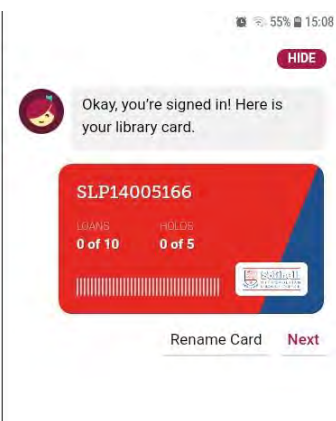 55% 15:08
HIDE
Okay, you're signed in! Here is
your library card.
SLP14005166
LOANS HOLDS
0 of 10 0 of 5
Rename Card Next